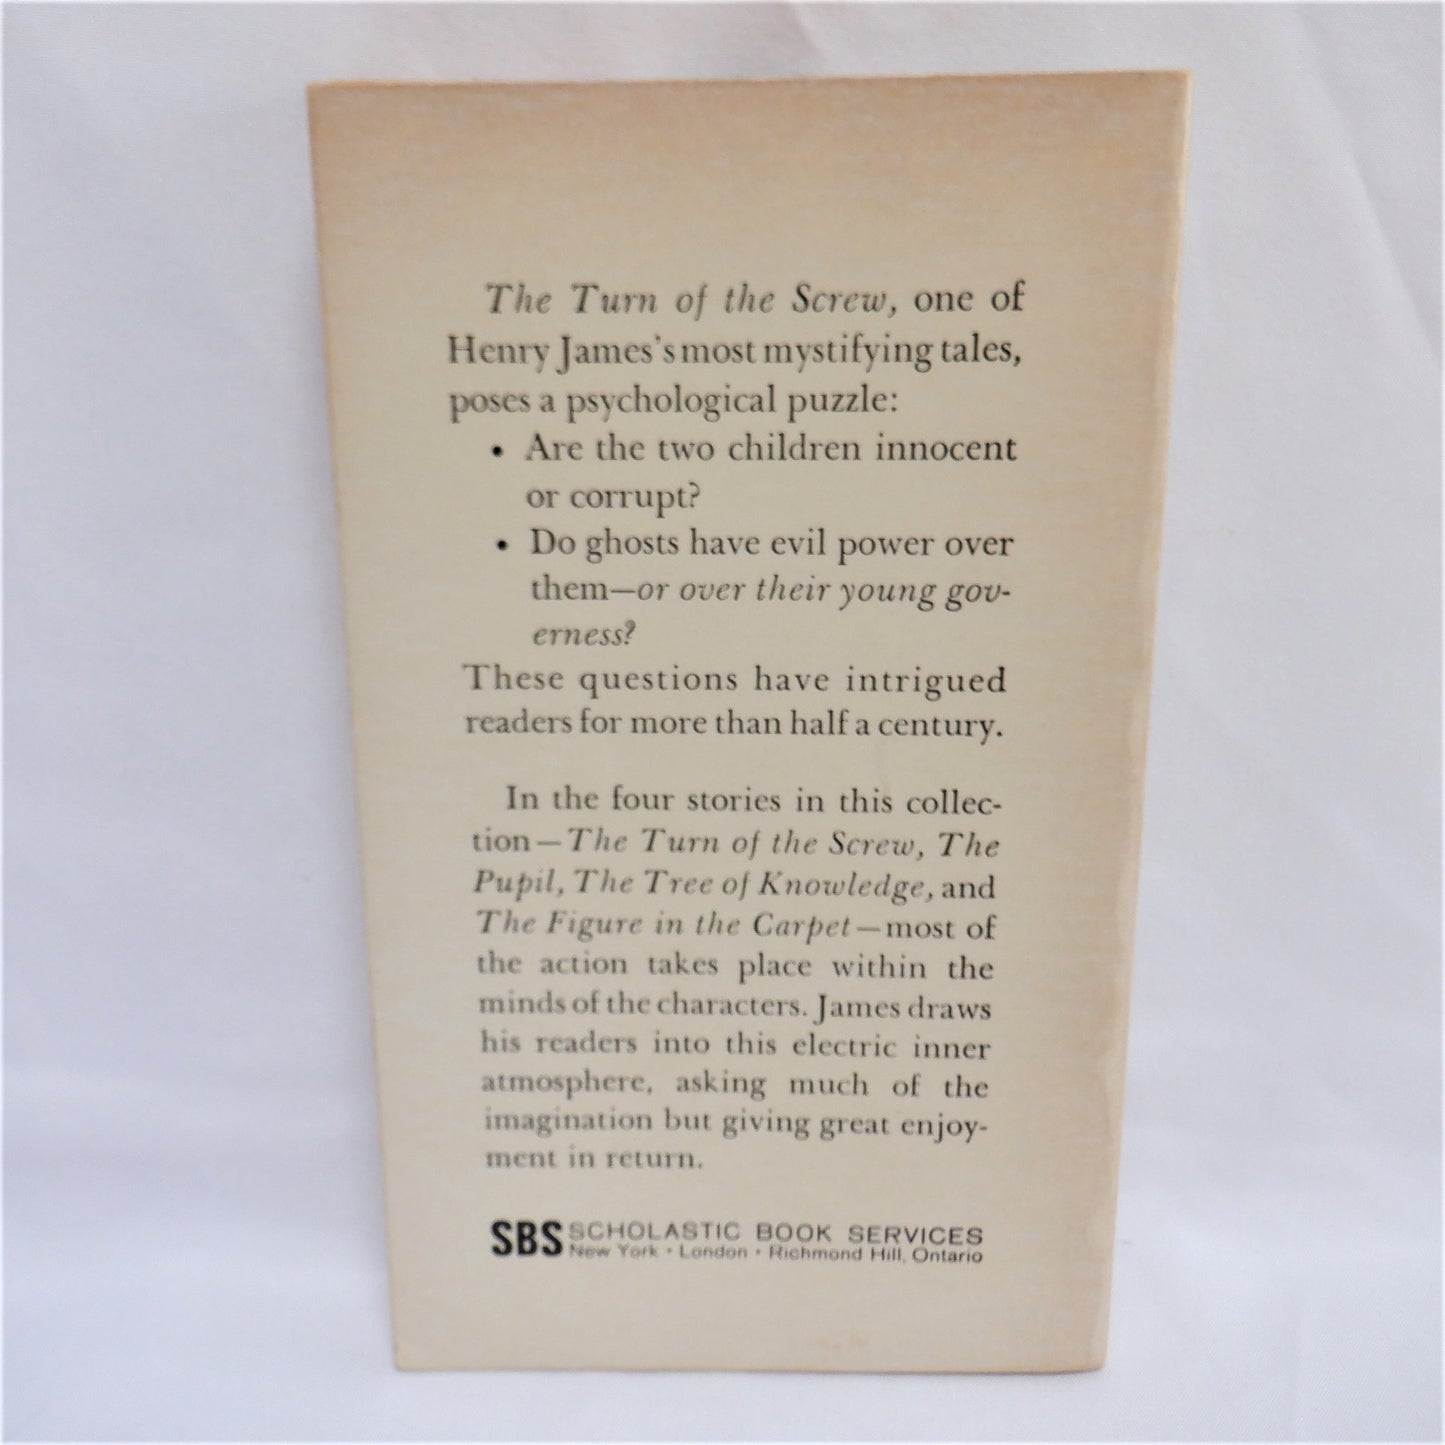 The Turn of the Screw, one of
Henry James's most mystifying tales,
poses a psychological puzzle:
• Are the two children innocent
or corrupt?
• Do ghosts have evil power over
them—or over their young gov-
erness?
These questions have intrigued
readers for more than half a century.
In the four stories in this collec-
tion—The Turn of the Screw, The
Pupil, The Tree of Knowledge, and
The Figure in the Carpet—most of
the action takes place within the
minds of the characters. James draws
his readers into this electric inner
atmosphere, asking much of the
imagination but giving great enjoy-
ment in return.
SBS SCHOLASTIC BOOK SERVICES
New York • London • Richmond Hill, Ontario